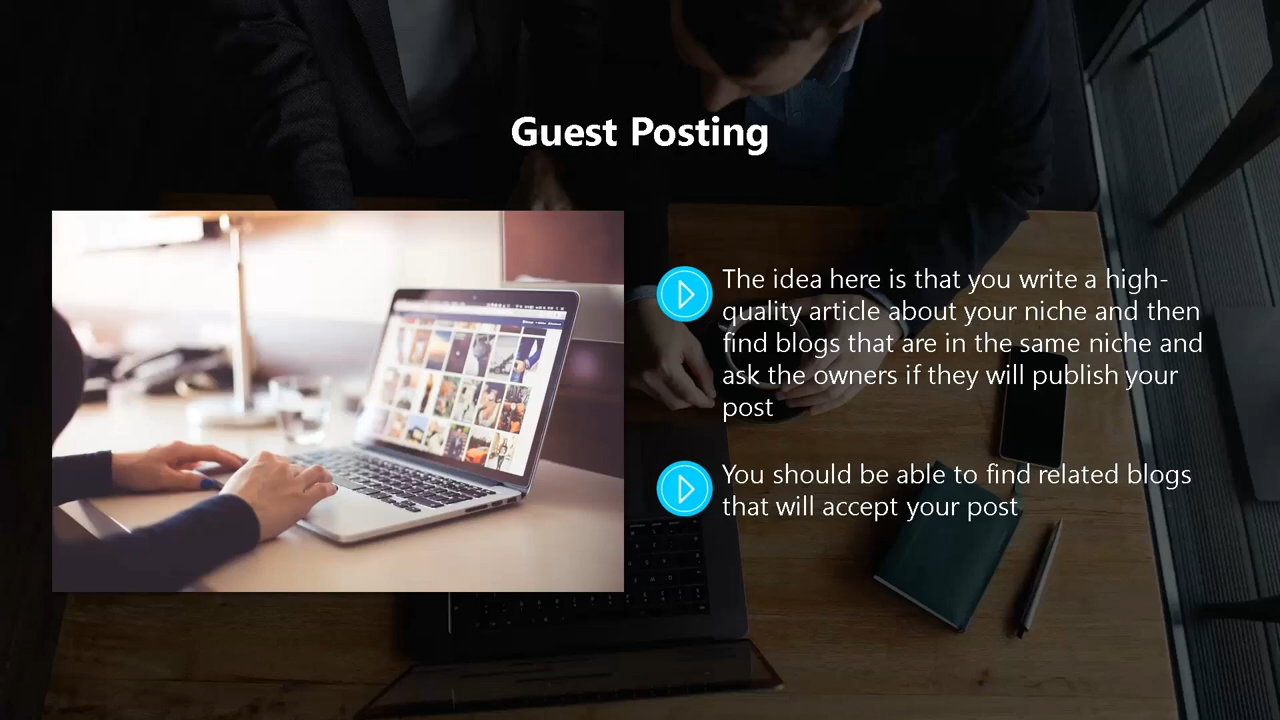 Guest Posting
The idea here is that you write a high-
quality article about your niche and then
find blogs that are in the same niche and
ask the owners if they will publish your
post
You should be able to find related blogs
that will accept your post